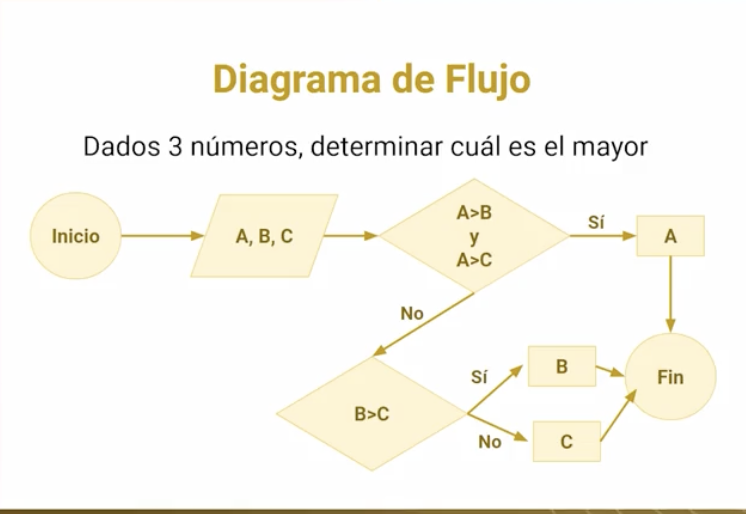 Diagrama de Flujo
Dados 3 números, determinar cuál es el mayor
Inicio
A, B, C
A>B
y
A>C
Sí
A
No
B>C
Sí
B
No
C
Fin